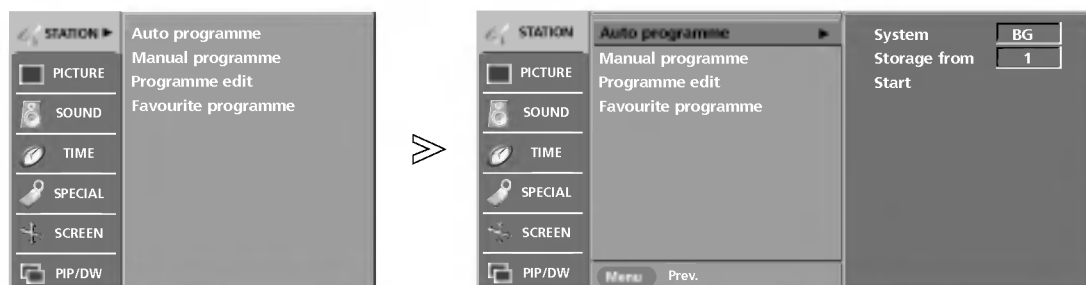 STATION
Auto programme
Manual programme
Programme edit
Favourite programme
PICTURE
SOUND
TIME
SPECIAL
SCREEN
PIP/DW
STATION
PICTURE
SOUND
TIME
SPECIAL
SCREEN
PIP/DW
Auto programme
Manual programme
Programme edit
Favourite programme
Menu Prev.
System BG
Storage from 1
Start